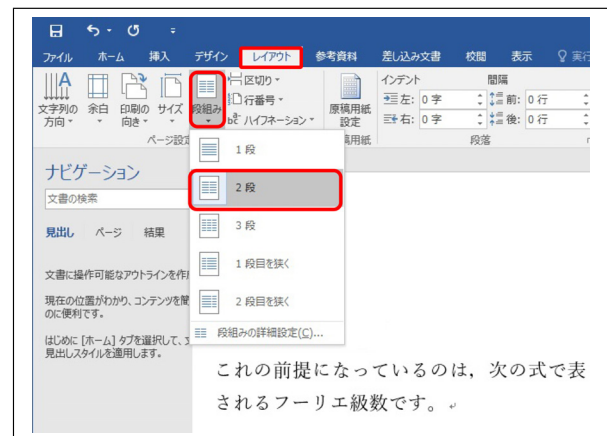 ファイル ホーム 挿入 デザイン レイアウト 参考資料 差し込み文書 校閲 表示 実行
文字列の方向 余白 印刷の向き サイズ 段組み
区切り
行番号
ハイフネーション
原稿用紙設定
インデント 間隔
左: 0 字 前: 0 行
右: 0 字 後: 0 行
ページ設定 原稿用紙 段落
1 段
2 段
3 段
1 段目を狭く
2 段目を狭く
段組みの詳細設定(C)...
ナビゲーション
文書の検索
見出し ページ 結果
文書に操作可能なアウトラインを作
現在の位置がわかり、コンテンツを
のに便利です。
はじめに [ホーム] タブを選択して、
見出しスタイルを適用します。
これの前提になっているのは，次の式で表
されるフーリエ級数です。